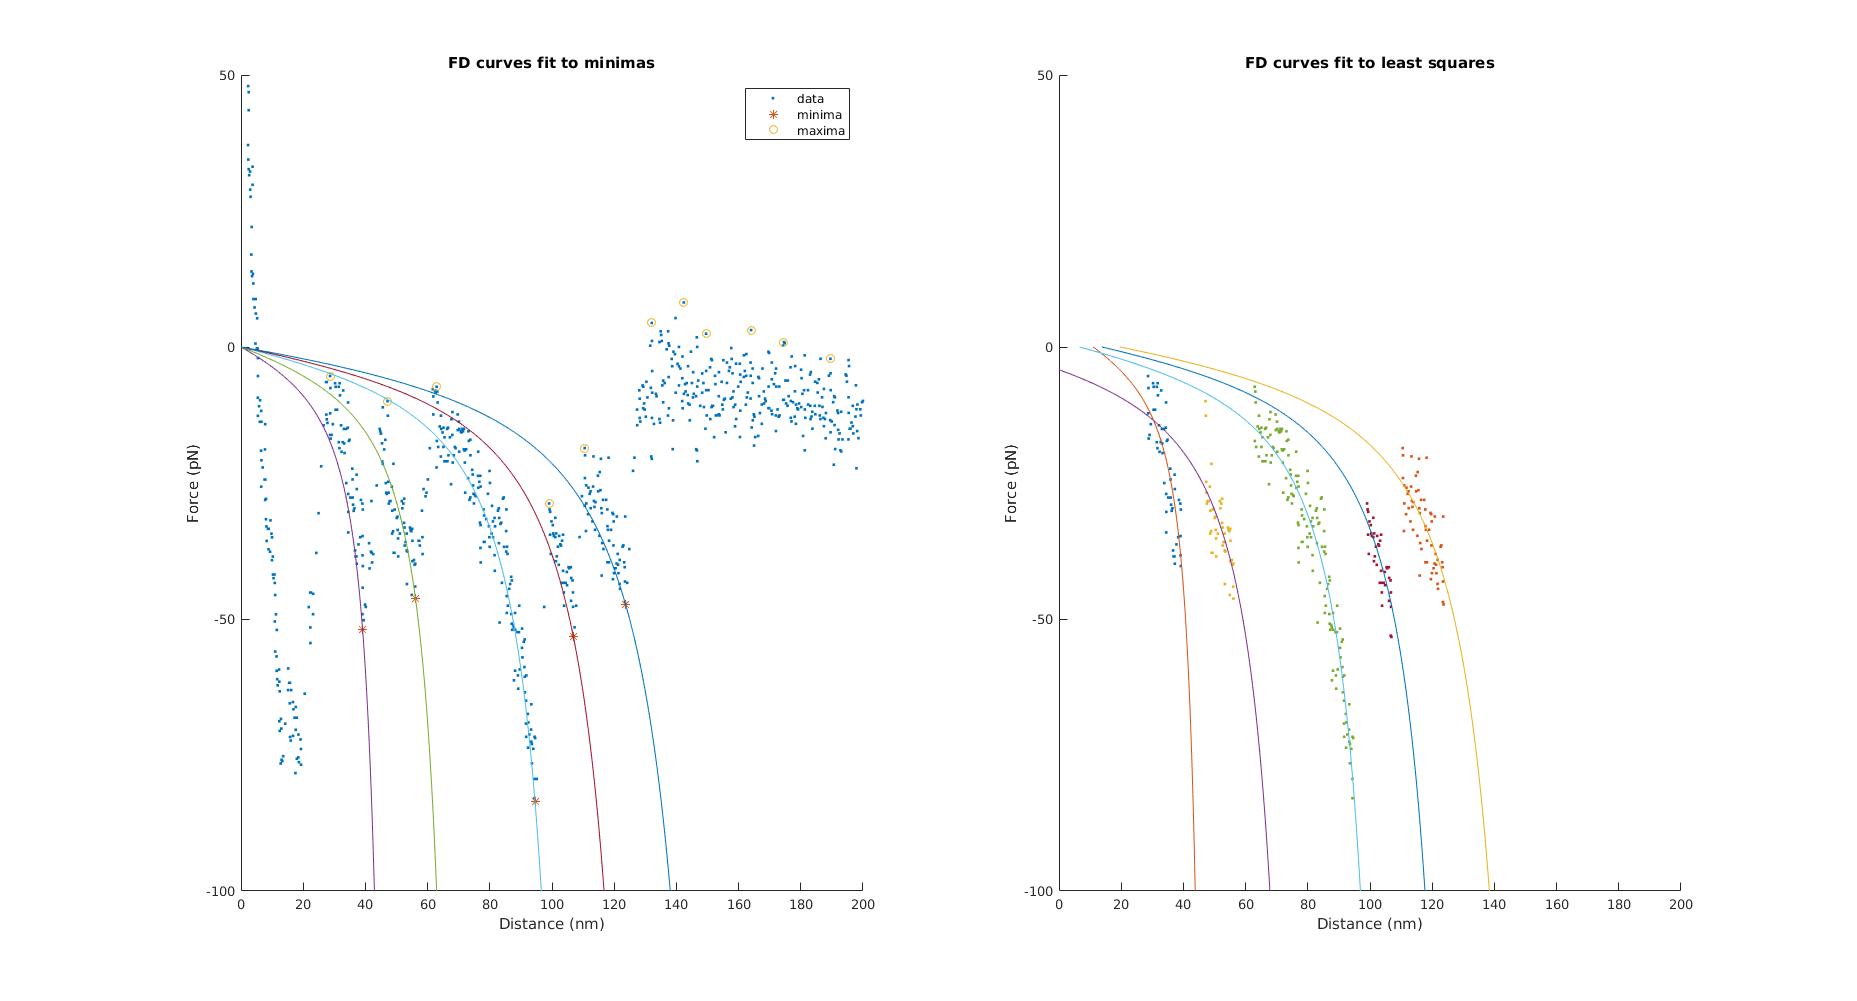 FD curves fit to minimas
50
0
-50
-100
Force (pN)
data
minima
maxima
0 20 40 60 80 100 120 140 160 180 200
Distance (nm)
FD curves fit to least squares
50
0
-50
-100
Force (pN)
0 20 40 60 80 100 120 140 160 180 200
Distance (nm)